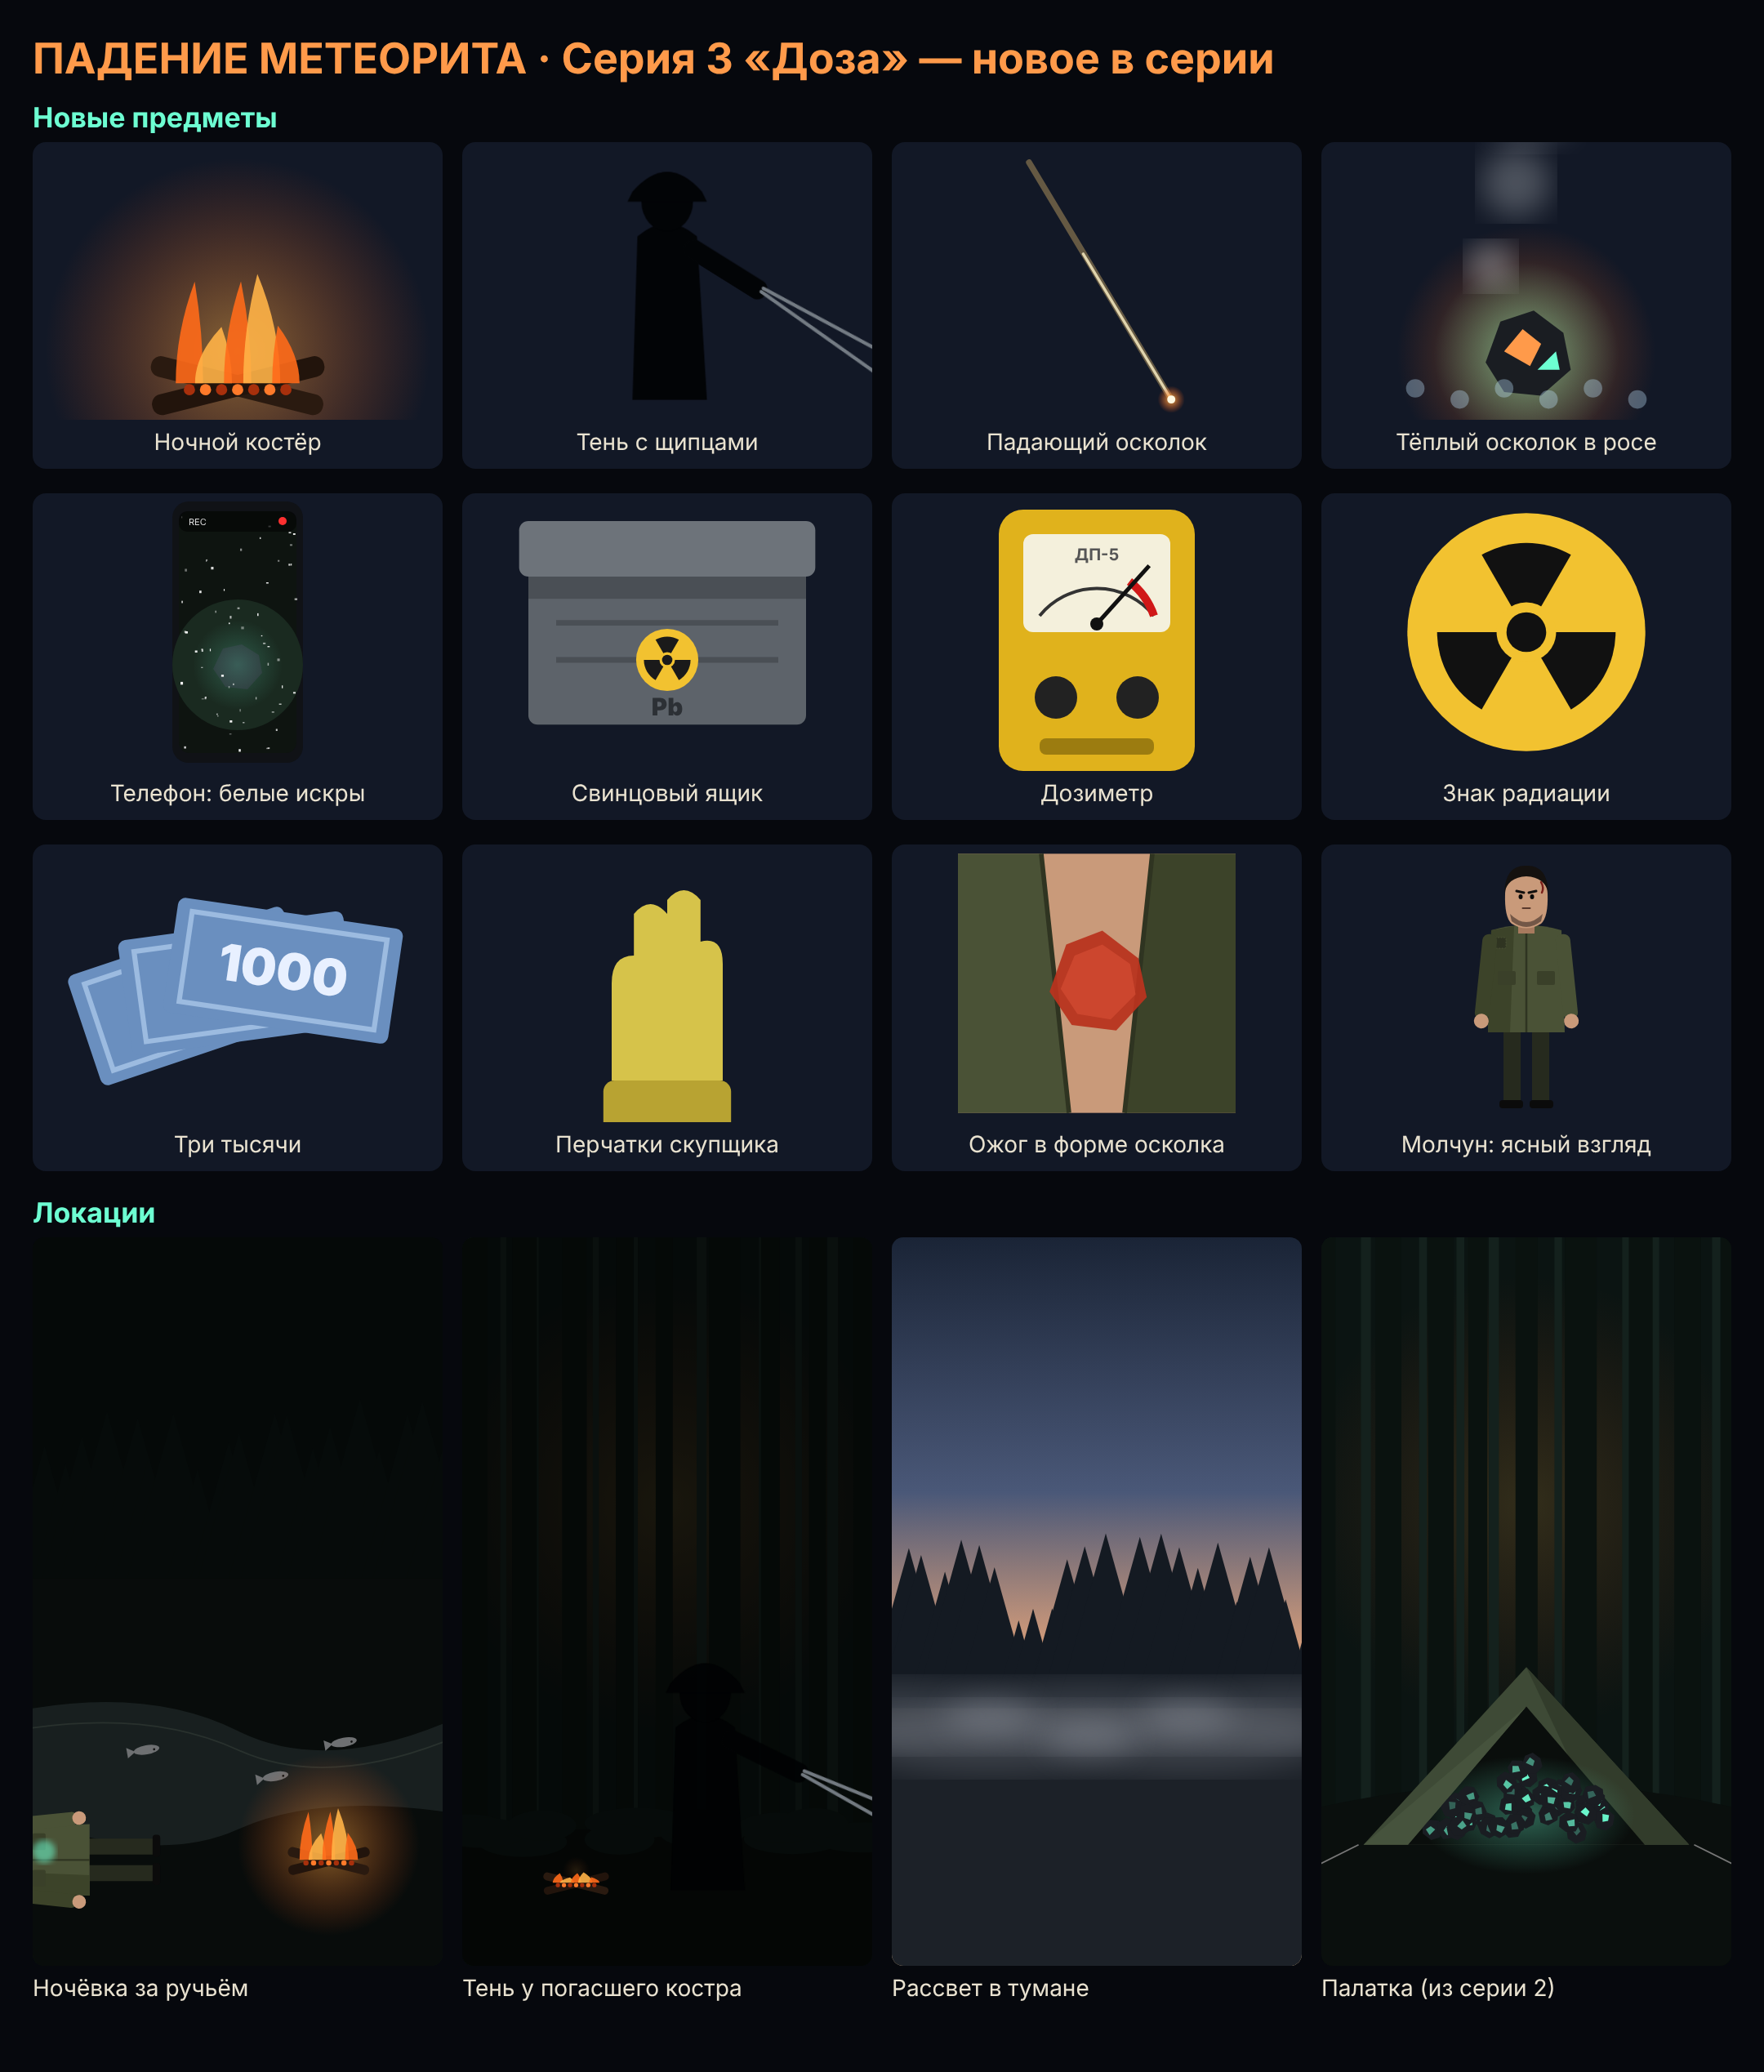 ПАДЕНИЕ МЕТЕОРИТА · Серия 3 «Доза» — новое в серии
Новые предметы
Ночной костёр
Тень с щипцами
Падающий осколок
Тёплый осколок в росе
REC
Pb
ДП-5
Телефон: белые искры
Свинцовый ящик
Дозиметр
Знак радиации
1000
Три тысячи
Перчатки скупщика
Ожог в форме осколка
Молчун: ясный взгляд
Локации
Ночёвка за ручьём
Тень у погасшего костра
Рассвет в тумане
Палатка (из серии 2)